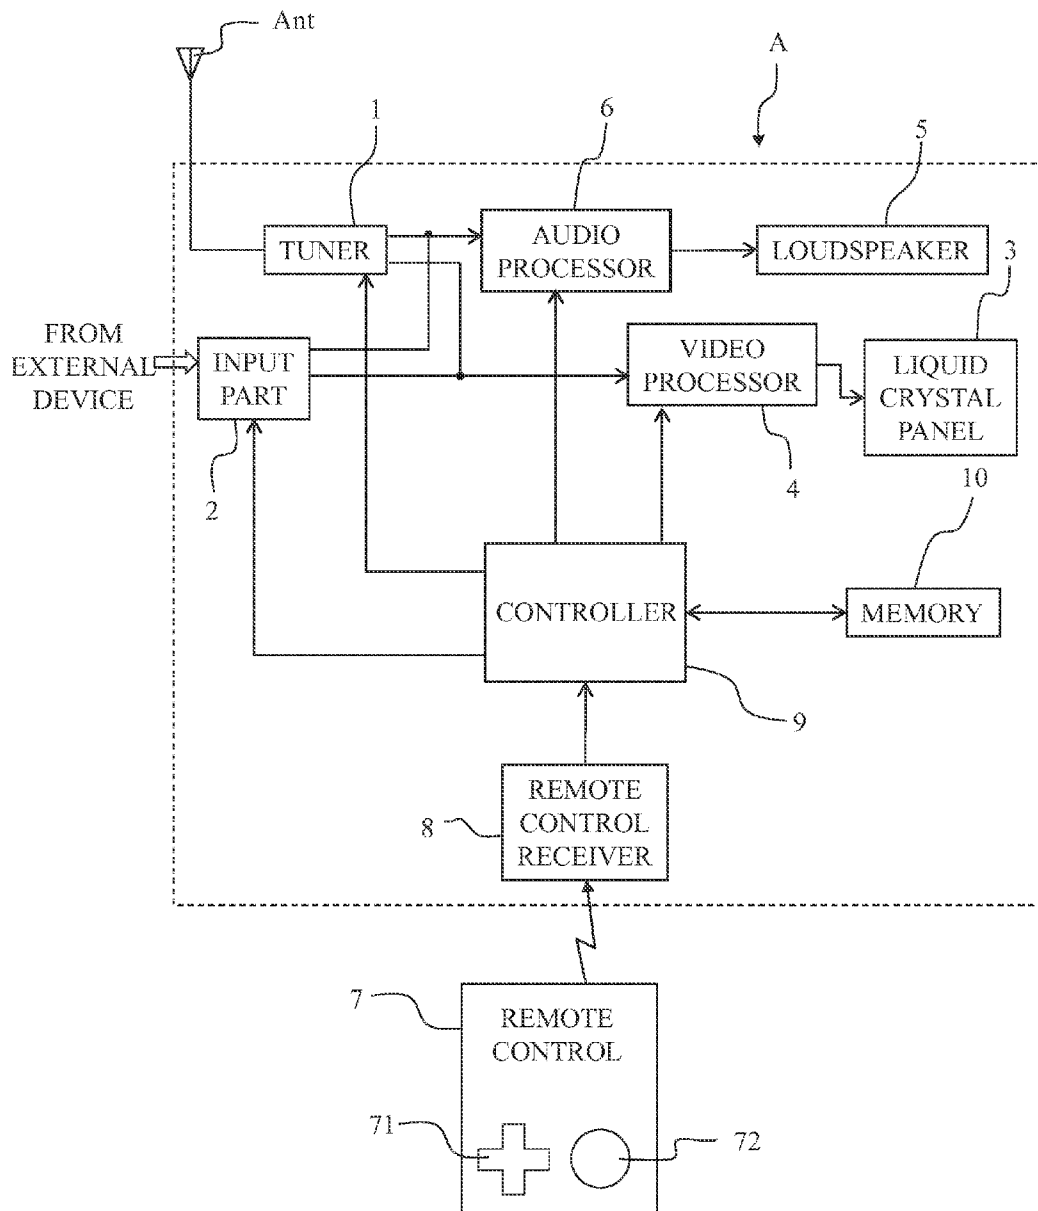 Ant
A
1
6
5
TUNER
AUDIO
PROCESSOR
LOUDSPEAKER
3
FROM
EXTERNAL
DEVICE
INPUT
PART
VIDEO
PROCESSOR
LIQUID
CRYSTAL
PANEL
2
4
10
CONTROLLER
MEMORY
9
REMOTE
CONTROL
RECEIVER
8
7
REMOTE
CONTROL
71
72